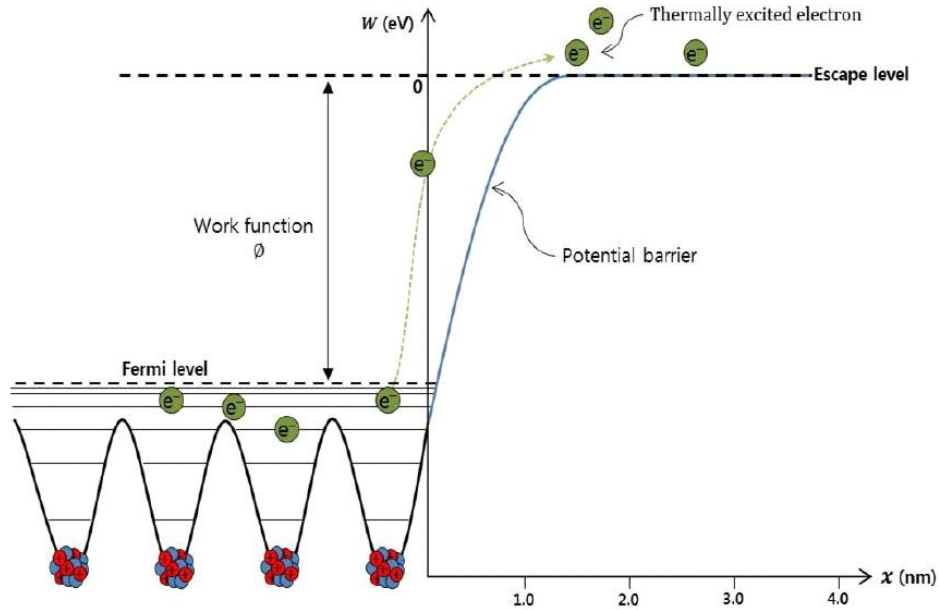 W (eV)
Thermally excited electron
e⁻
e⁻
e⁻
Escape level
0
e⁻
Work function
∅
Potential barrier
Fermi level
e⁻
e⁻
e⁻
e⁻
+ + + +
x (nm)
1.0 2.0 3.0 4.0